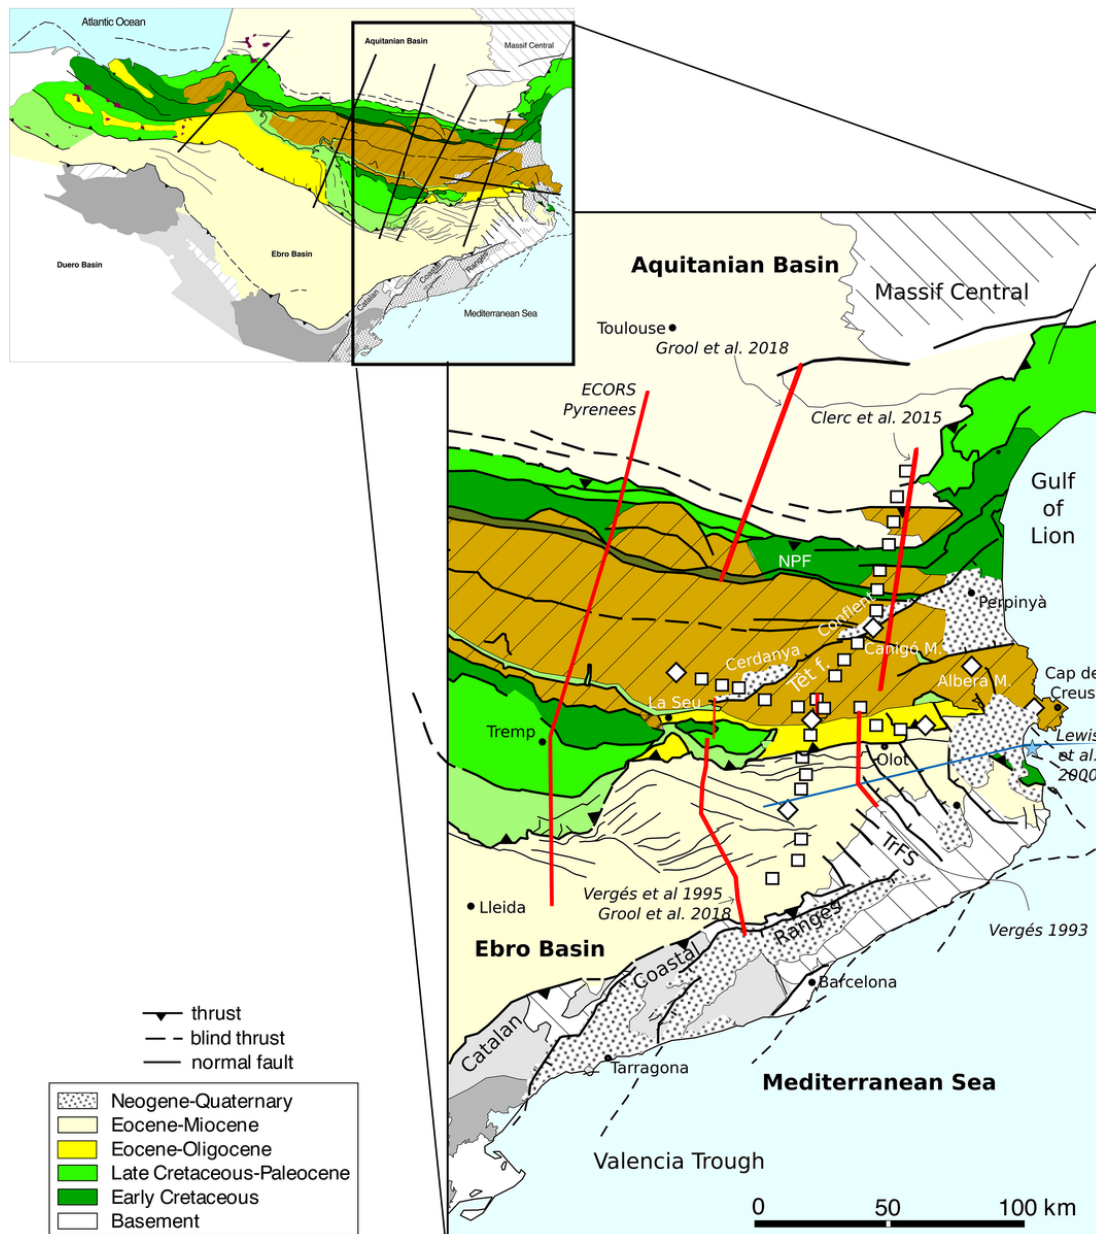 Atlantic Ocean
Aquitanian Basin
Massif Central
Duero Basin
Ebro Basin
Catalan
Coastal
Ranges
Mediterranean Sea
Aquitanian Basin
Massif Central
Toulouse
Grool et al. 2018
ECORS
Pyrenees
Clerc et al. 2015
Gulf
of
Lion
NPF
Perpinyà
Conflent
Canigó M.
Cerdanya
Têt f.
Albera M.
Cap de
Creus
La Seu
Tremp
Olot
Lewis
et al.
2000
TrFS
Lleida
Vergés et al 1995
Grool et al. 2018
Vergés 1993
Ebro Basin
Ranges
Coastal
Catalan
Barcelona
Tarragona
Mediterranean Sea
Valencia Trough
thrust
blind thrust
normal fault
Neogene-Quaternary
Eocene-Miocene
Eocene-Oligocene
Late Cretaceous-Paleocene
Early Cretaceous
Basement
0 50 100 km